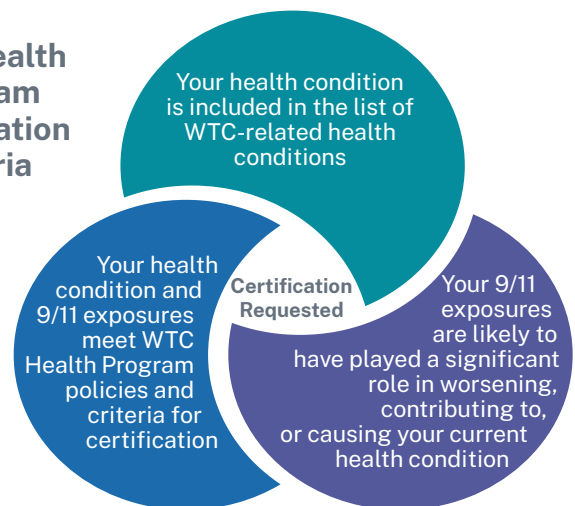 ealth
am
ation
ria
Your health condition
is included in the list of
WTC-related health
conditions
Your health
condition and
9/11 exposures
meet WTC
Health Program
policies and
criteria for
certification
Certification
Requested
Your 9/11
exposures
are likely to
have played a significant
role in worsening,
contributing to,
or causing your current
health condition